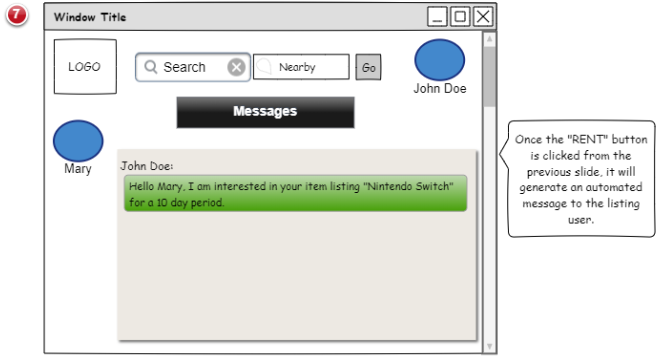 7
Window Title
LOGO
Search
Nearby
Go
John Doe
Messages
Mary
John Doe:
Hello Mary, I am interested in your item listing "Nintendo Switch"
for a 10 day period.
Once the "RENT" button
is clicked from the
previous slide, it will
generate an automated
message to the listing
user.